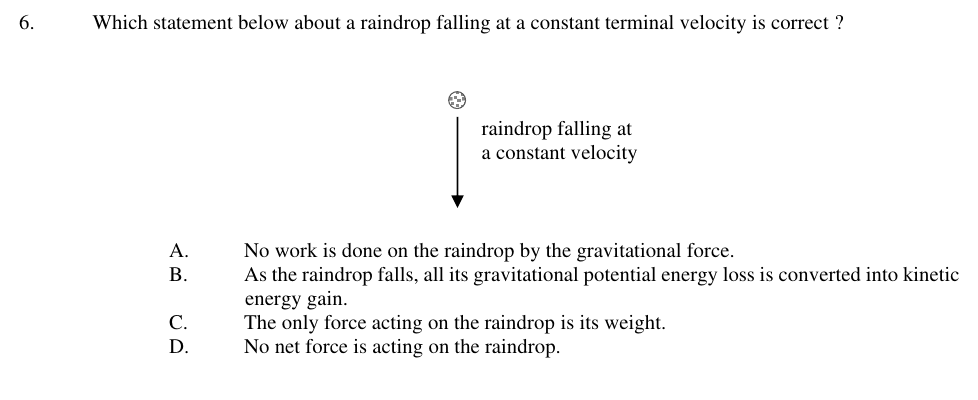 6. Which statement below about a raindrop falling at a constant terminal velocity is correct ?
raindrop falling at
a constant velocity
A. No work is done on the raindrop by the gravitational force.
B. As the raindrop falls, all its gravitational potential energy loss is converted into kinetic
energy gain.
C. The only force acting on the raindrop is its weight.
D. No net force is acting on the raindrop.